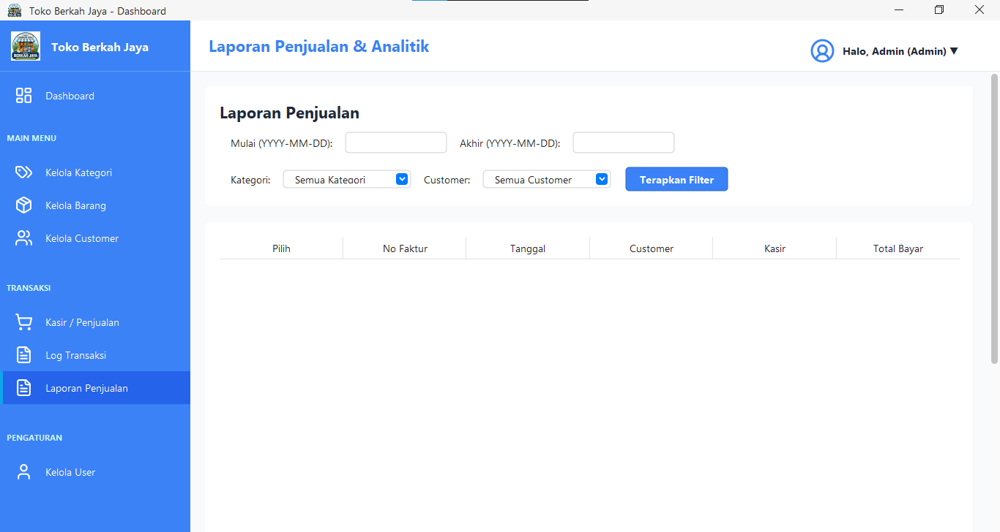 Toko Berkah Jaya - Dashboard
BERKAH JAYA
Toko Berkah Jaya
Laporan Penjualan & Analitik
Halo, Admin (Admin) ▼
Dashboard
MAIN MENU
Kelola Kategori
Kelola Barang
Kelola Customer
TRANSAKSI
Kasir / Penjualan
Log Transaksi
Laporan Penjualan
PENGATURAN
Kelola User
Laporan Penjualan
Mulai (YYYY-MM-DD):
Akhir (YYYY-MM-DD):
Kategori: Semua Kategori Customer: Semua Customer Terapkan Filter
Pilih No Faktur Tanggal Customer Kasir Total Bayar